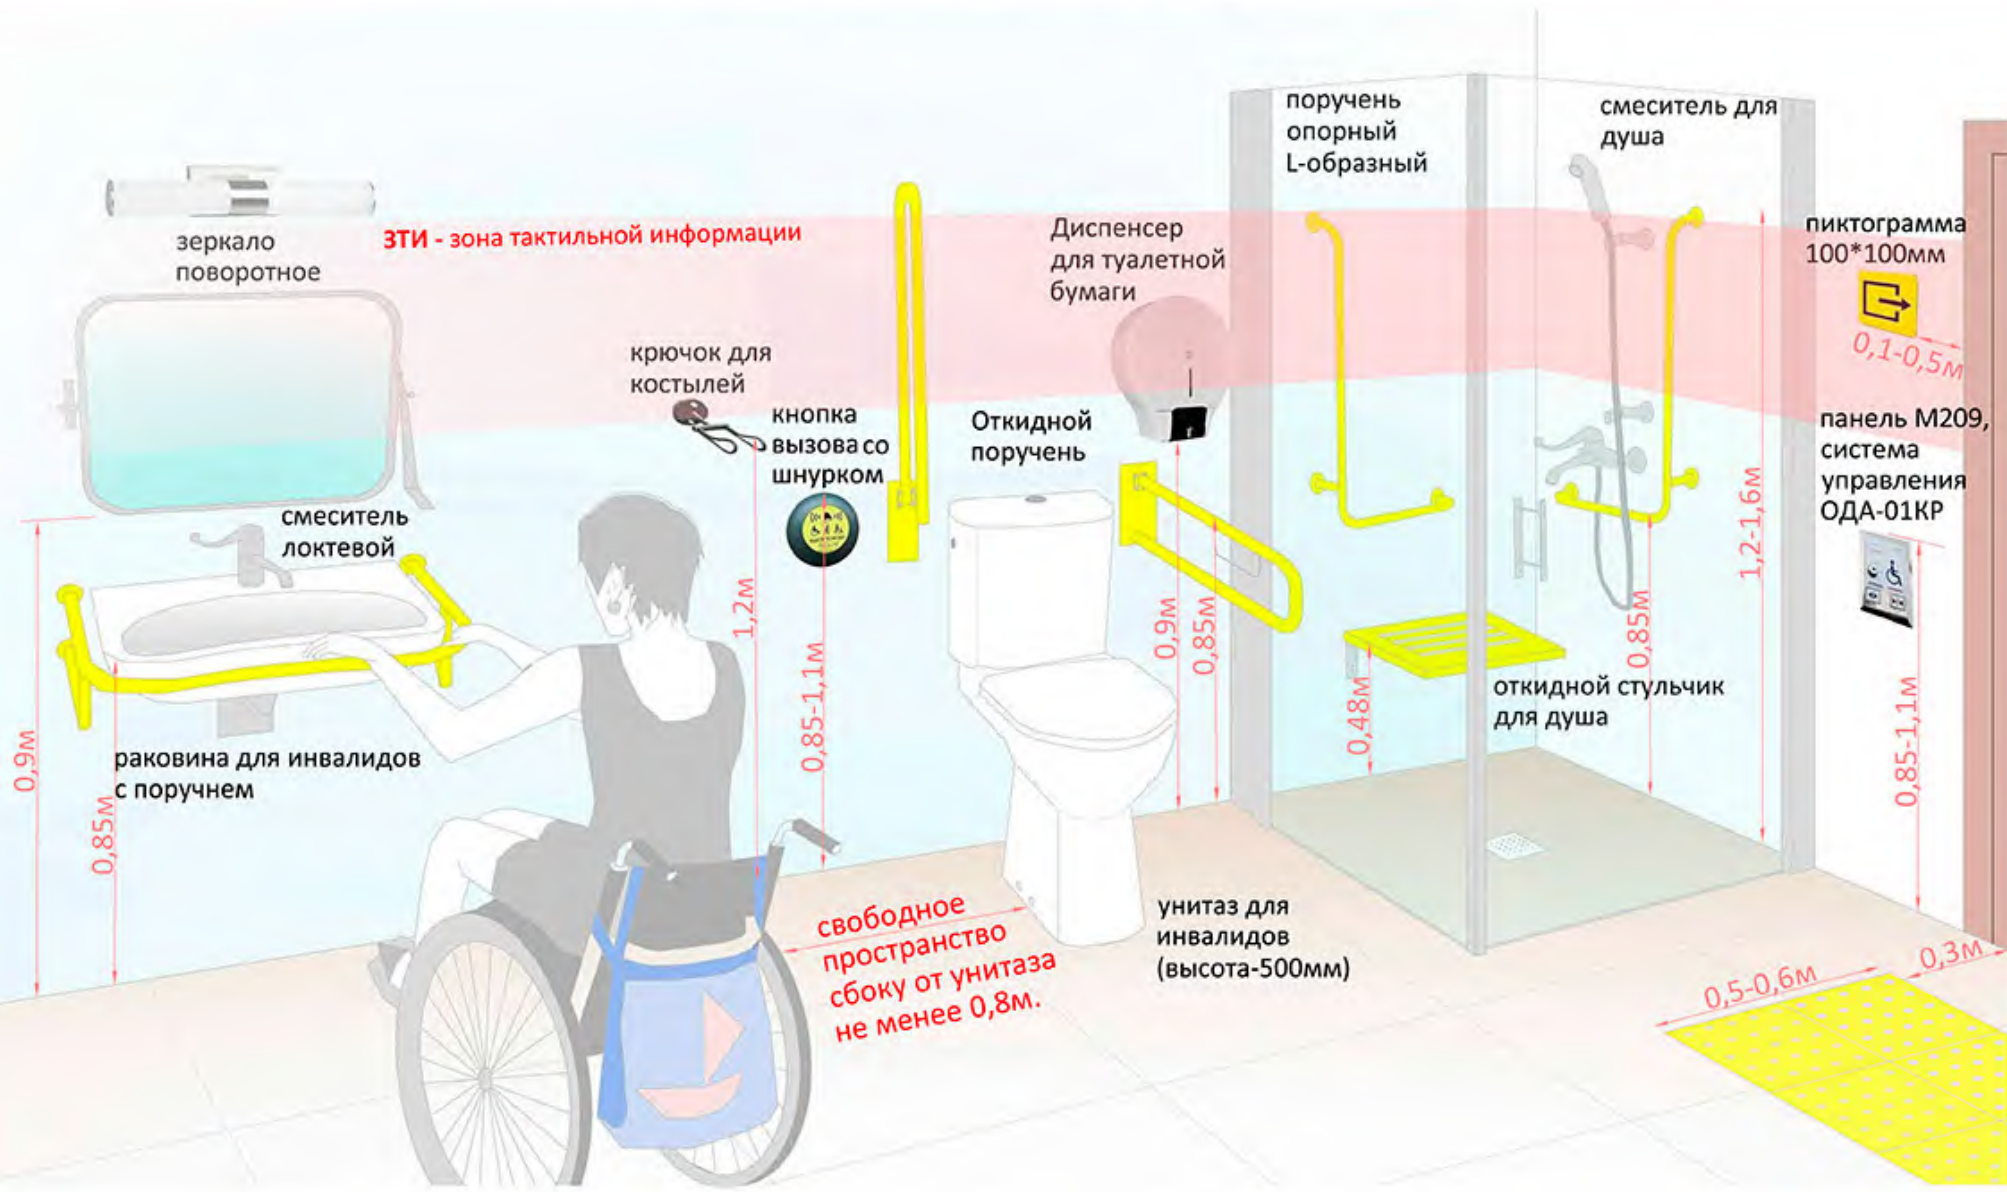 поручень
опорный
L-образный
смеситель для
душа
зеркало
поворотное
ЗТИ - зона тактильной информации
Диспенсер
для туалетной
бумаги
пиктограмма
100*100мм
0,1-0,5м
крючок для
костылей
кнопка
вызова со
шнурком
Откидной
поручень
панель М209,
система
управления
ОДА-01КР
смеситель
локтевой
1,2м
0,85-1,1м
0,9м
0,85м
0,48м
0,85м
1,2-1,6м
0,85-1,1м
откидной стульчик
для душа
раковина для инвалидов
с поручнем
0,9м
0,85м
свободное
пространство
сбоку от унитаза
не менее 0,8м.
унитаз для
инвалидов
(высота-500мм)
0,5-0,6м
0,3м